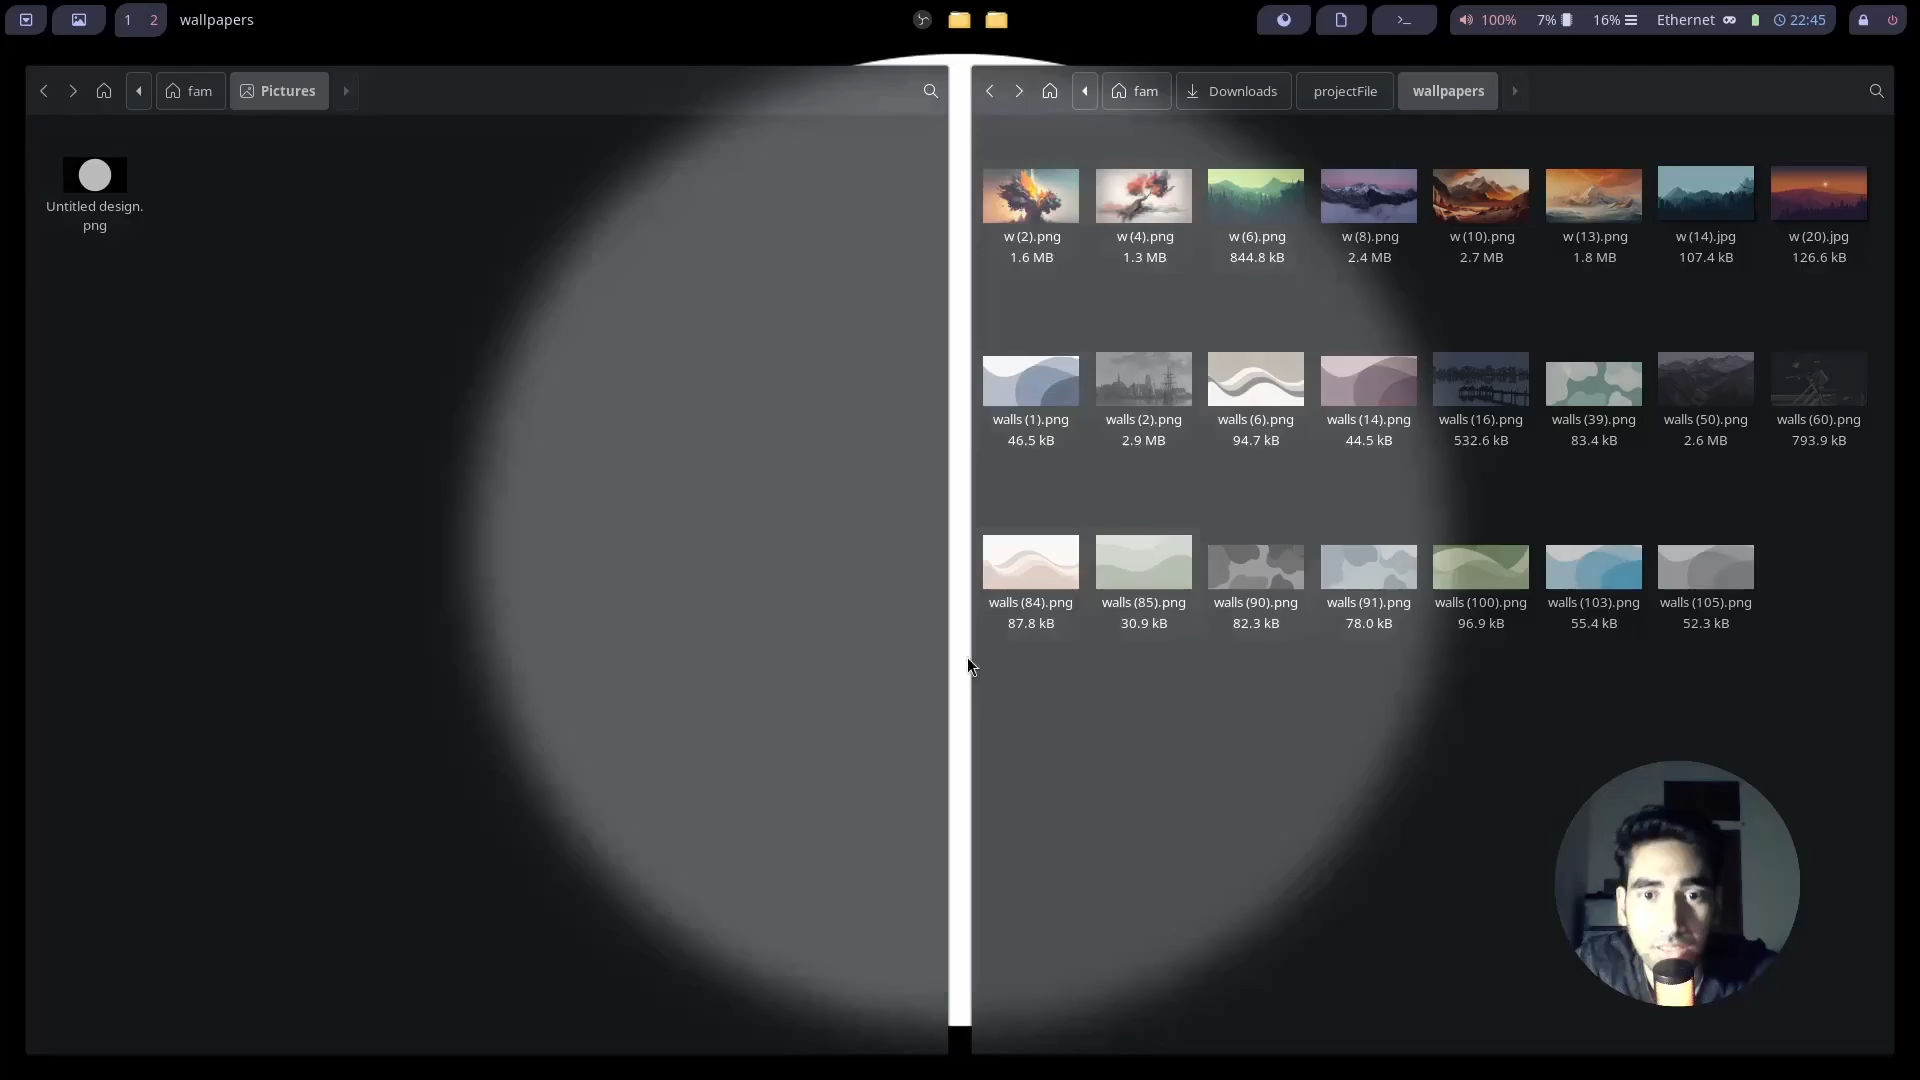 1 2 wallpapers
100% 7% 16% Ethernet 22:45
fam Pictures
Untitled design.
png
fam Downloads projectFile wallpapers
w (2).png w (4).png w (6).png w (8).png w (10).png w (13).png w (14).jpg w (20).jpg
1.6 MB 1.3 MB 844.8 kB 2.4 MB 2.7 MB 1.8 MB 107.4 kB 126.6 kB
walls (1).png walls (2).png walls (6).png walls (14).png walls (16).png walls (39).png walls (50).png walls (60).png
46.5 kB 2.9 MB 94.7 kB 44.5 kB 532.6 kB 83.4 kB 2.6 MB 793.9 kB
walls (84).png walls (85).png walls (90).png walls (91).png walls (100).png walls (103).png walls (105).png
87.8 kB 30.9 kB 82.3 kB 78.0 kB 96.9 kB 55.4 kB 52.3 kB